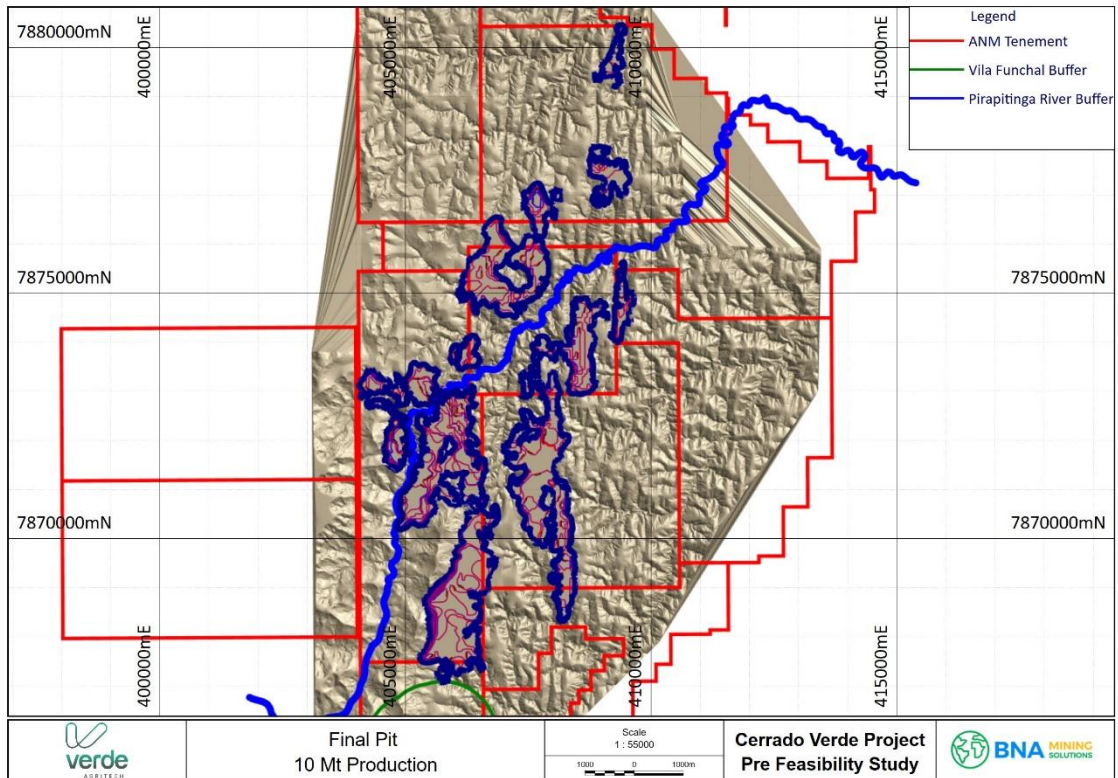 Legend
ANM Tenement
Vila Funchal Buffer
Pirapitinga River Buffer
7880000mN
400000mE
405000mE
410000mE
415000mE
7875000mN
7875000mN
7870000mN
7870000mN
400000mE
405000mE
410000mE
415000mE
verde
AGRITECH
Final Pit
10 Mt Production
Scale
1 : 55000
1000 0 1000m
Cerrado Verde Project
Pre Feasibility Study
BNA MINING
SOLUTIONS